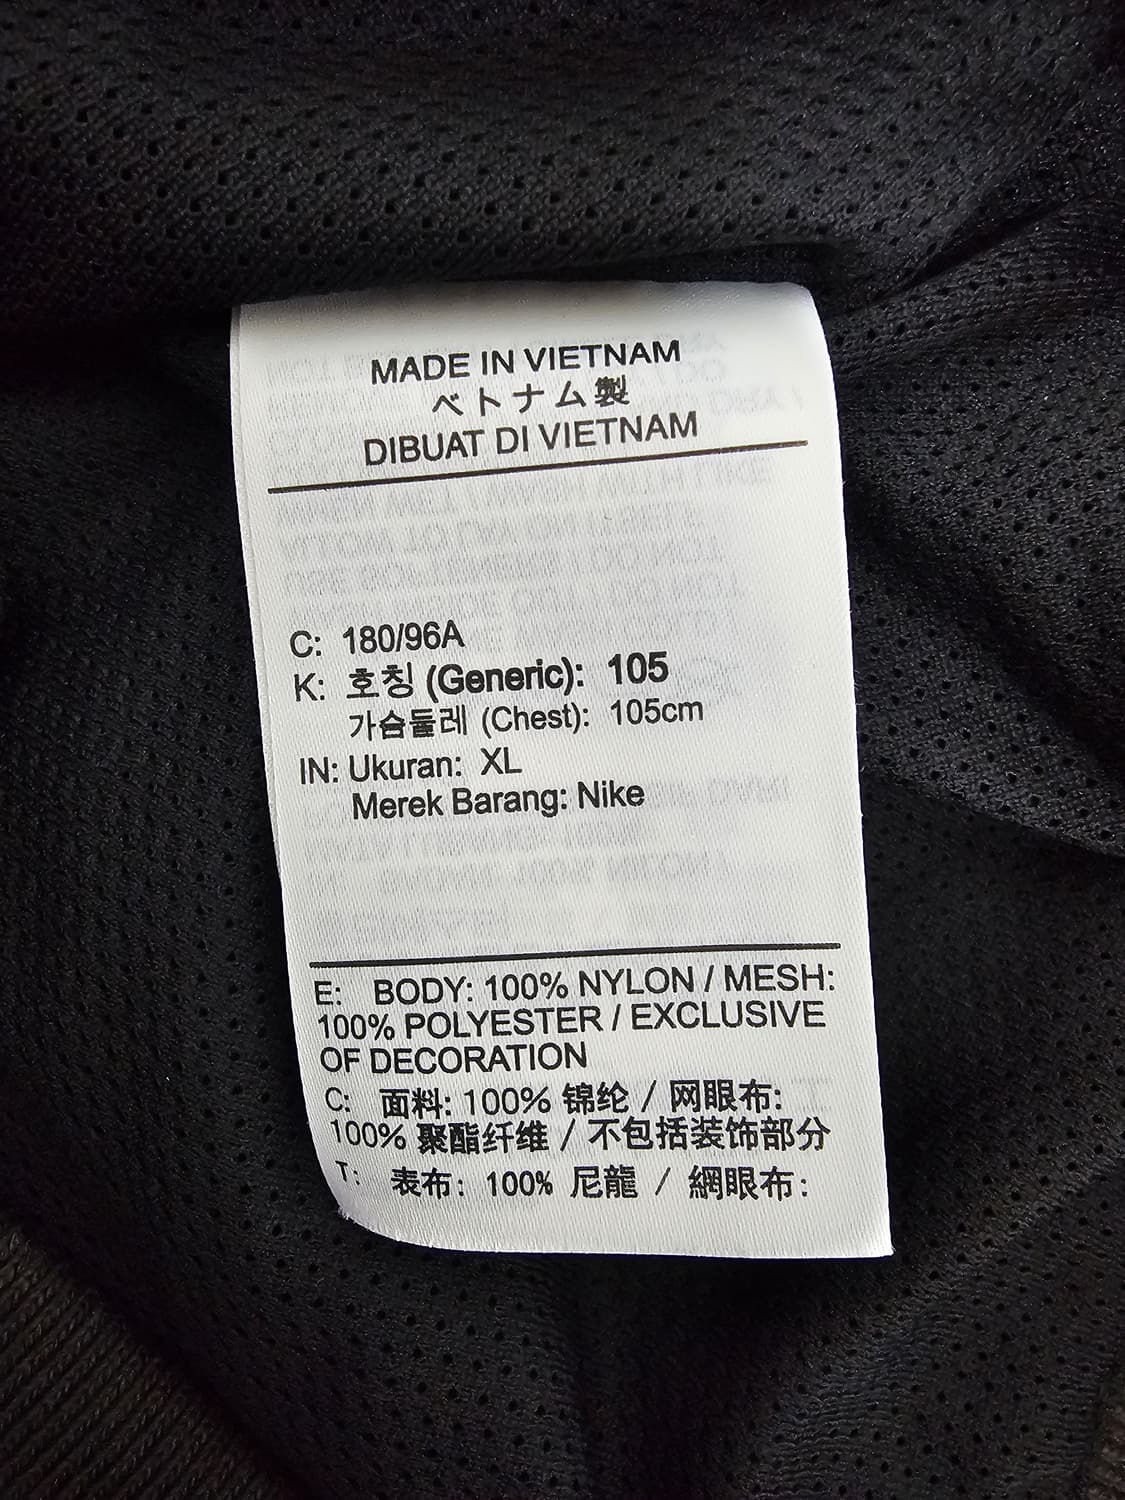 MADE IN VIETNAM
ベトナム製
DIBUAT DI VIETNAM
C: 180/96A
K: 호칭 (Generic): 105
가슴둘레 (Chest): 105cm
IN: Ukuran: XL
Merek Barang: Nike
E: BODY: 100% NYLON / MESH:
100% POLYESTER / EXCLUSIVE
OF DECORATION
C: 面料: 100% 锦纶 / 网眼布:
100% 聚酯纤维 / 不包括装饰部分
T: 表布: 100% 尼龍 / 網眼布: